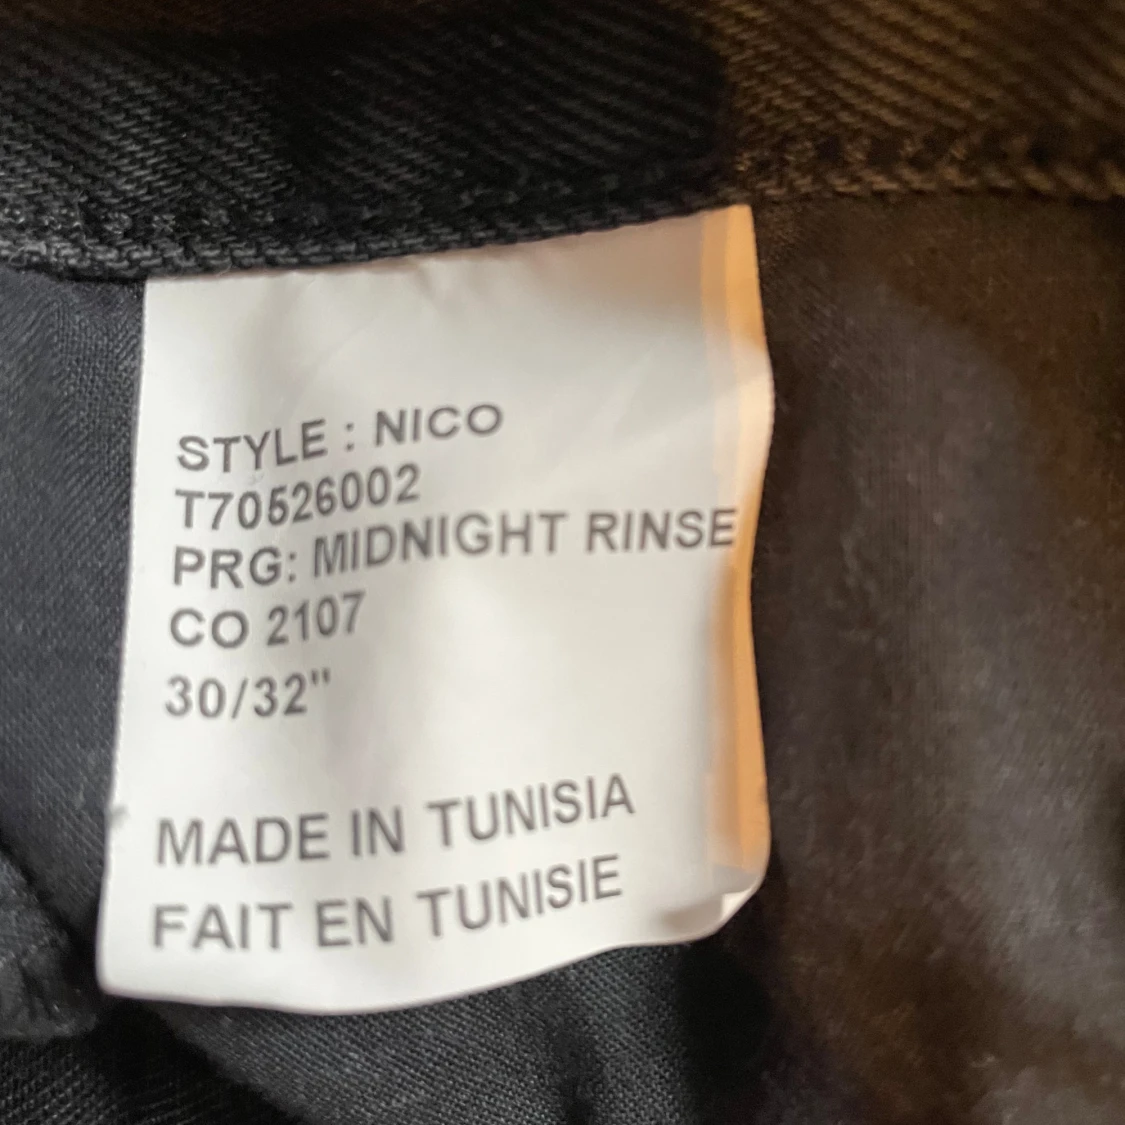 STYLE : NICO
T70526002
PRG: MIDNIGHT RINSE
CO 2107
30/32"
MADE IN TUNISIA
FAIT EN TUNISIE